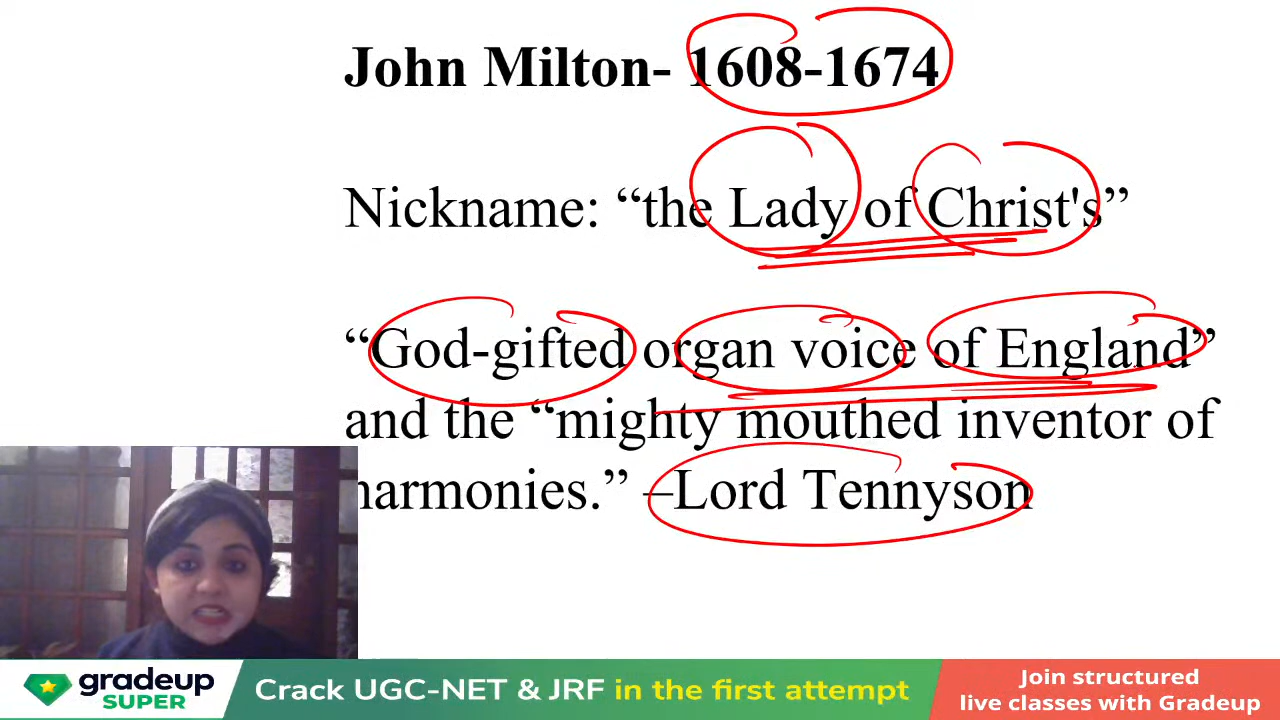 John Milton- 1608-1674
Nickname: “the Lady of Christ's”
“God-gifted organ voice of England”
and the “mighty mouthed inventor of
harmonies.” –Lord Tennyson
gradeup
SUPER
Crack UGC-NET & JRF in the first attempt
Join structured
live classes with Gradeup